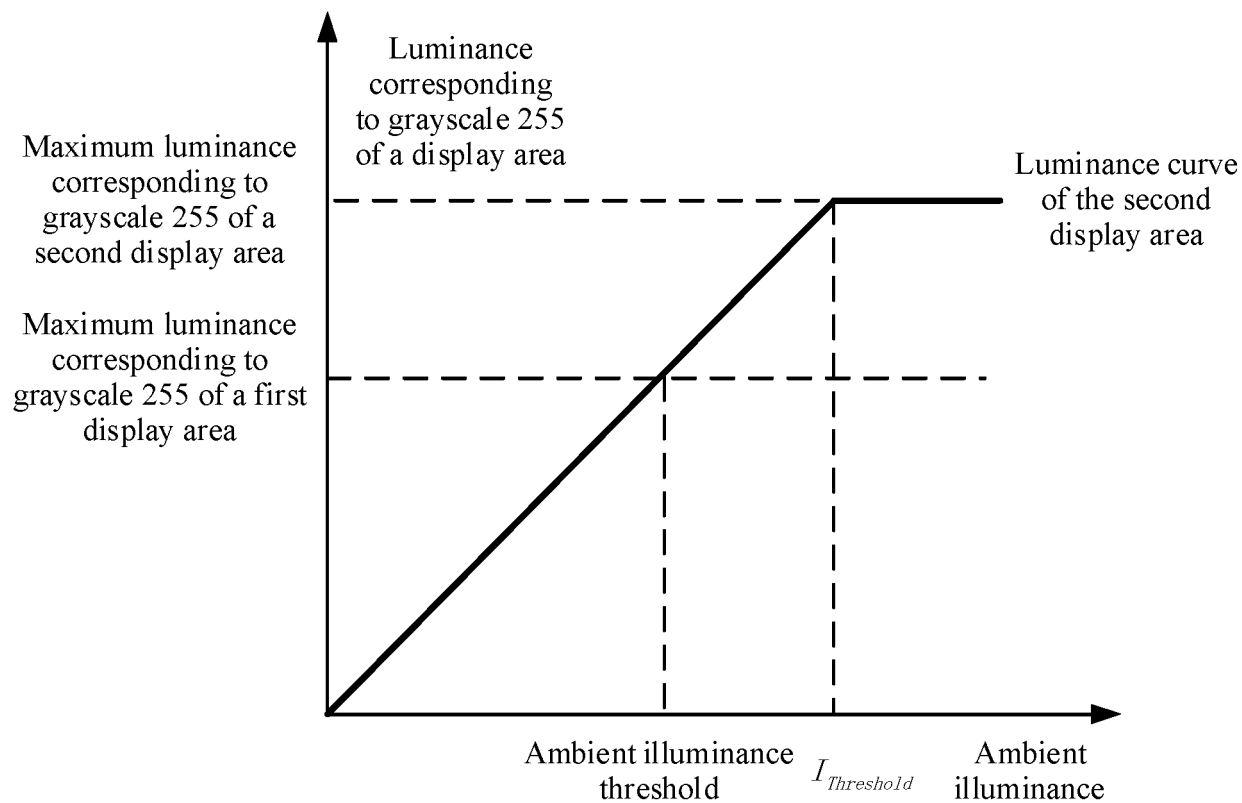 Luminance
corresponding
to grayscale 255
of a display area
Maximum luminance
corresponding to
grayscale 255 of a
second display area
Luminance curve
of the second
display area
Maximum luminance
corresponding to
grayscale 255 of a first
display area
Ambient illuminance
threshold
I_Threshold
Ambient
illuminance